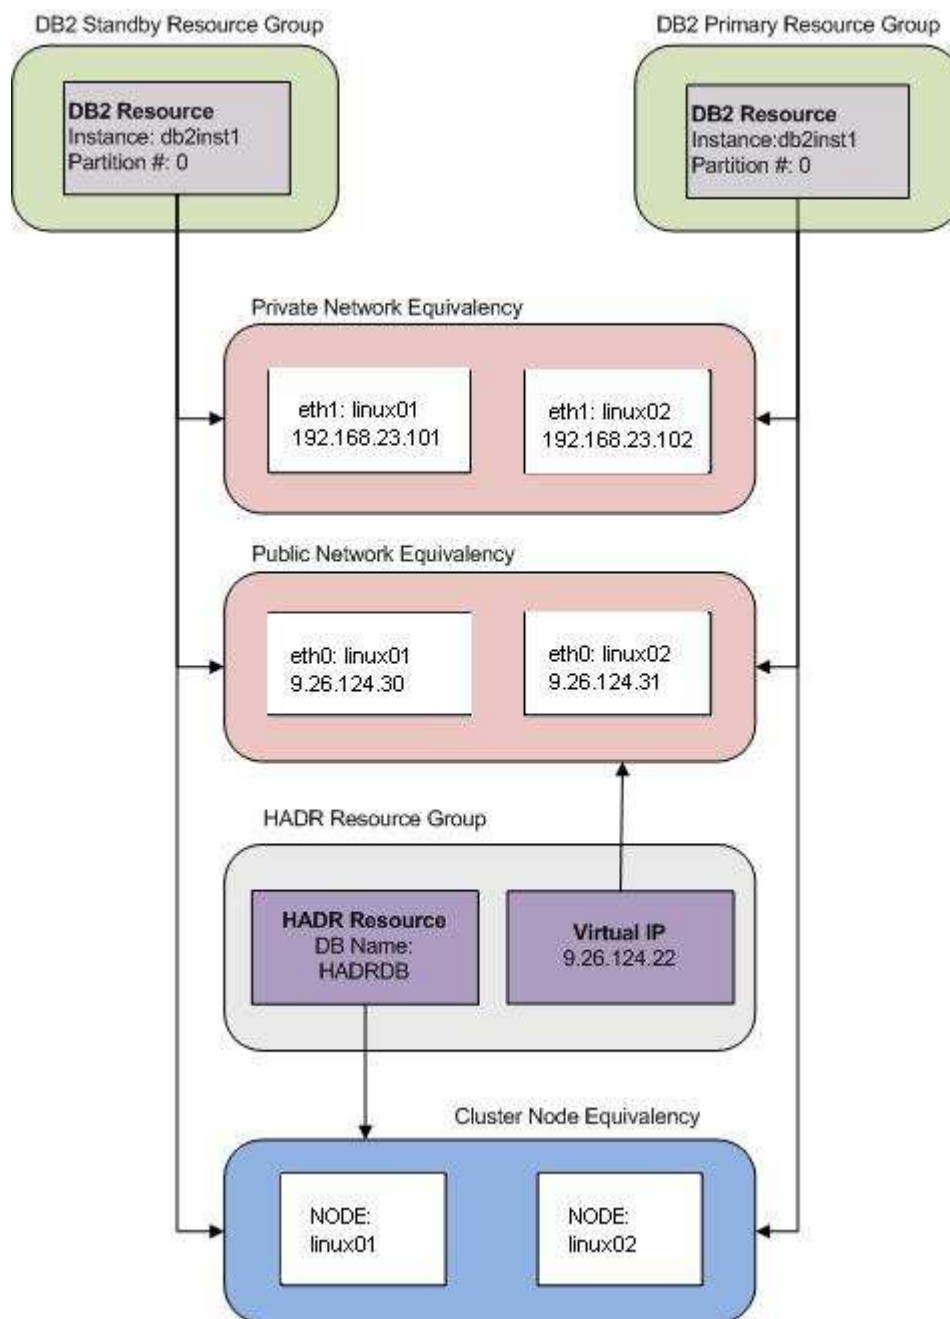 DB2 Standby Resource Group
DB2 Primary Resource Group
DB2 Resource
Instance: db2inst1
Partition #: 0
DB2 Resource
Instance:db2inst1
Partition #: 0
Private Network Equivalency
eth1: linux01
192.168.23.101
eth1: linux02
192.168.23.102
Public Network Equivalency
eth0: linux01
9.26.124.30
eth0: linux02
9.26.124.31
HADR Resource Group
HADR Resource
DB Name:
HADRDB
Virtual IP
9.26.124.22
Cluster Node Equivalency
NODE:
linux01
NODE:
linux02